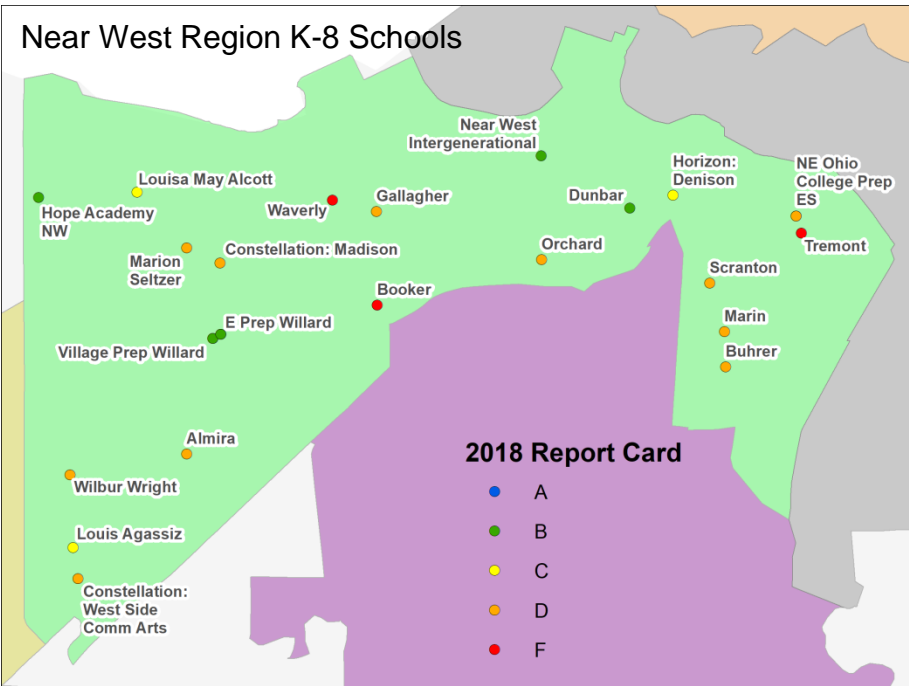 Near West Region K-8 Schools
Near West
Intergenerational
Horizon:
Denison
NE Ohio
College Prep
ES
Louisa May Alcott
Hope Academy
NW
Waverly
Gallagher
Dunbar
Tremont
Marion
Seltzer
Constellation: Madison
Orchard
Scranton
Booker
Marin
E Prep Willard
Village Prep Willard
Buhrer
Almira
Wilbur Wright
Louis Agassiz
Constellation:
West Side
Comm Arts
2018 Report Card
A
B
C
D
F